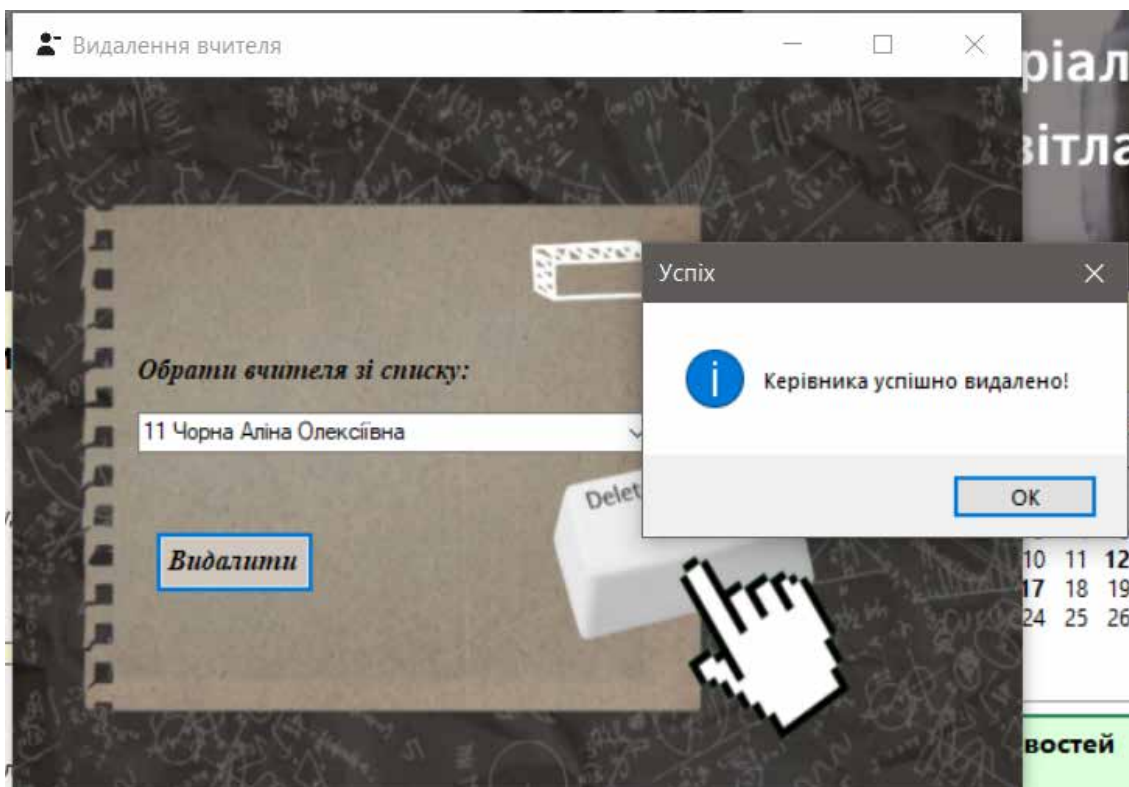 Видалення вчителя
ріал
вітла
Успіх
Керівника успішно видалено!
OK
Обрати вчителя зі списку:
11 Чорна Аліна Олексіївна
Delet
Видалити
10 11 12
17 18 19
24 25 26
востей